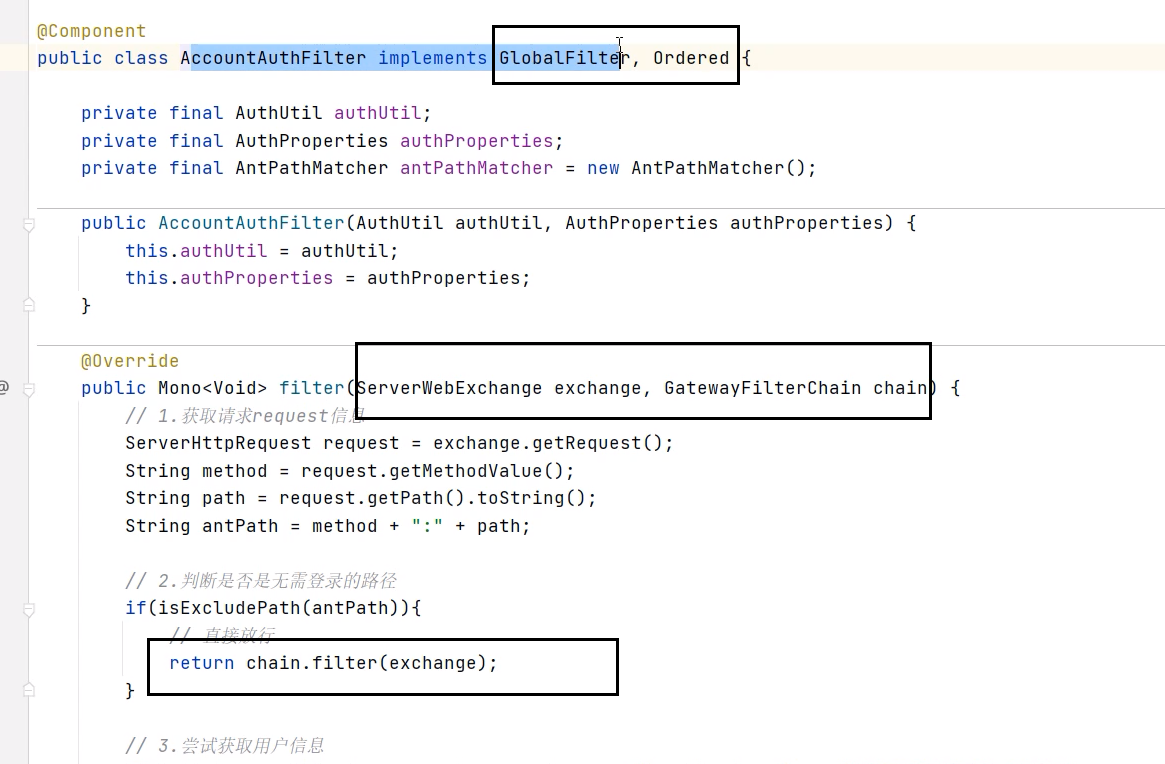 @Component
public class AccountAuthFilter implements GlobalFilter, Ordered {
private final AuthUtil authUtil;
private final AuthProperties authProperties;
private final AntPathMatcher antPathMatcher = new AntPathMatcher();
public AccountAuthFilter(AuthUtil authUtil, AuthProperties authProperties) {
this.authUtil = authUtil;
this.authProperties = authProperties;
}
@Override
@
public Mono<Void> filter(ServerWebExchange exchange, GatewayFilterChain chain) {
// 1.获取请求request信息
ServerHttpRequest request = exchange.getRequest();
String method = request.getMethodValue();
String path = request.getPath().toString();
String antPath = method + ":" + path;
// 2.判断是否是无需登录的路径
if(isExcludePath(antPath)){
// 直接放行
return chain.filter(exchange);
}
// 3.尝试获取用户信息